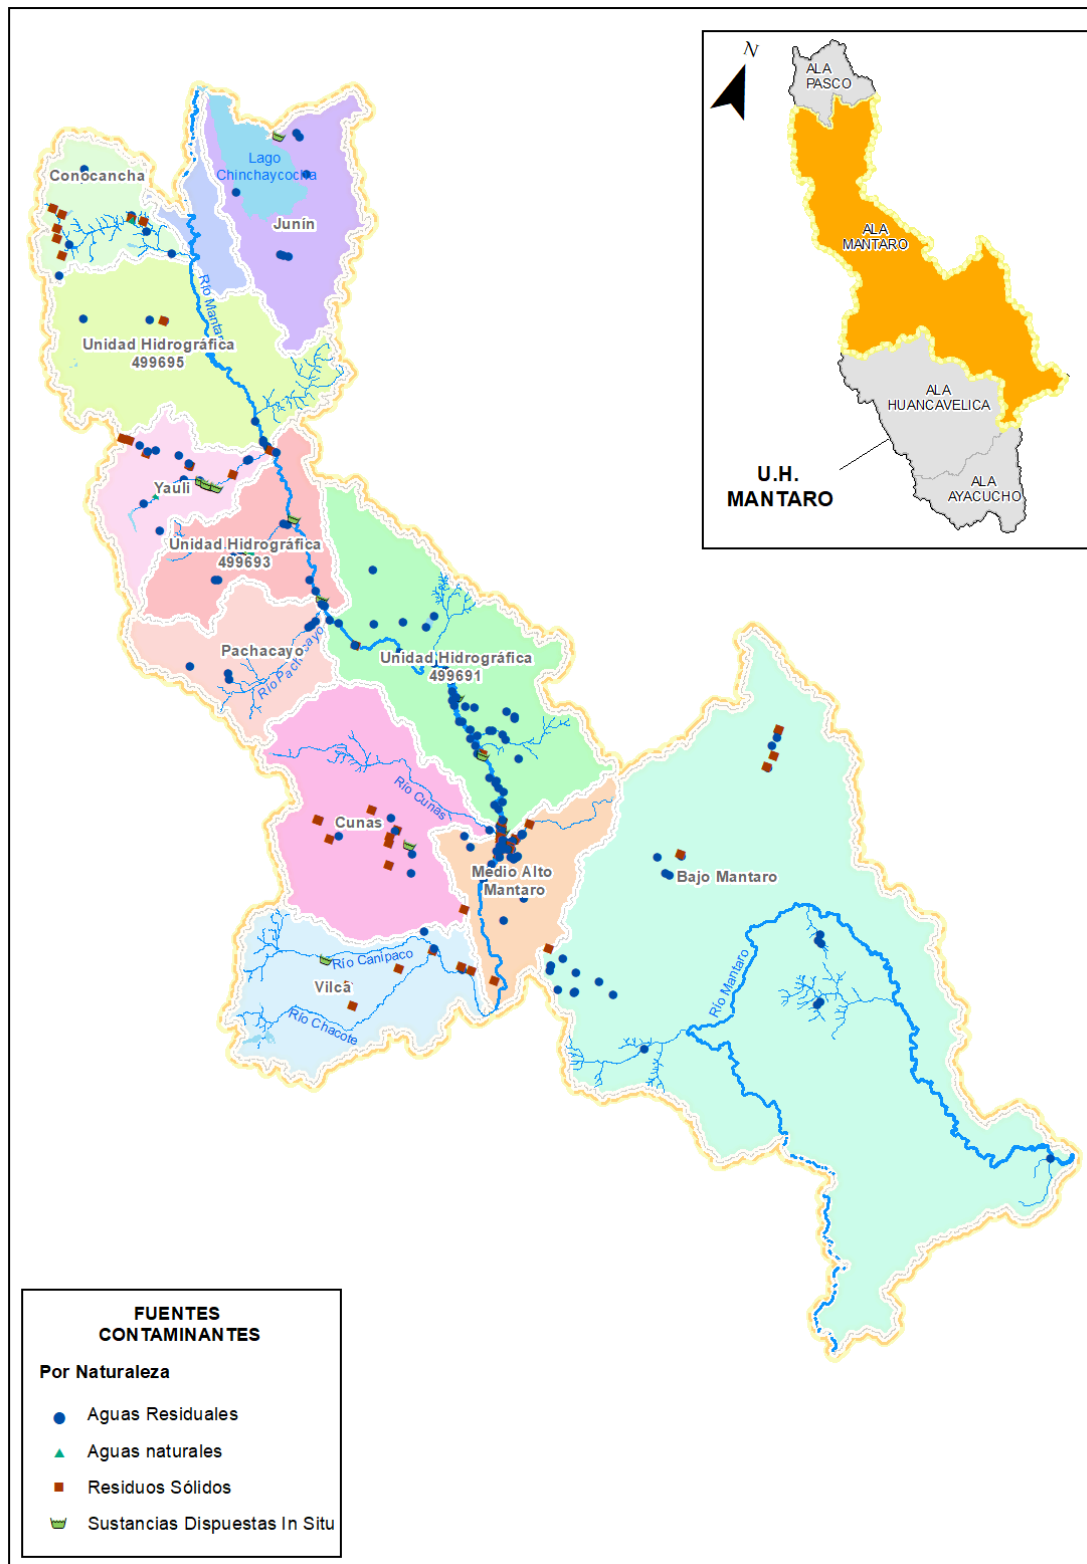 N
ALA
PASCO
ALA
MANTARO
ALA
HUANCAVELICA
U.H.
MANTARO
ALA
AYACUCHO
Lago
Chinchaycocha
Conocancha
Junín
Río Mantaro
Unidad Hidrográfica
499695
Yauli
Unidad Hidrográfica
499693
Pachacayo
Río Pachacayo
Unidad Hidrográfica
499691
Río Cunas
Cunas
Medio Alto
Mantaro
Bajo Mantaro
Río Canipaco
Vilca
Río Chacote
Río Mantaro
FUENTES
CONTAMINANTES
Por Naturaleza
Aguas Residuales
Aguas naturales
Residuos Sólidos
Sustancias Dispuestas In Situ